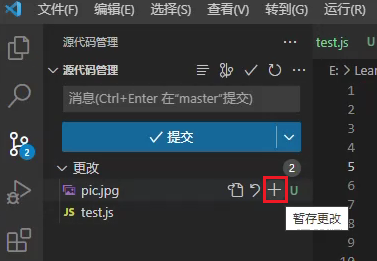 文件(F) 编辑(E) 选择(S) 查看(V) 转到(G) 运行(R)
源代码管理
test.js
源代码管理
E: > Lear
消息(Ctrl+Enter 在"master"提交)
1
2
3
4
5
6
7
8
9
10
提交
2
更改
2
pic.jpg
U
JS test.js
暂存更改